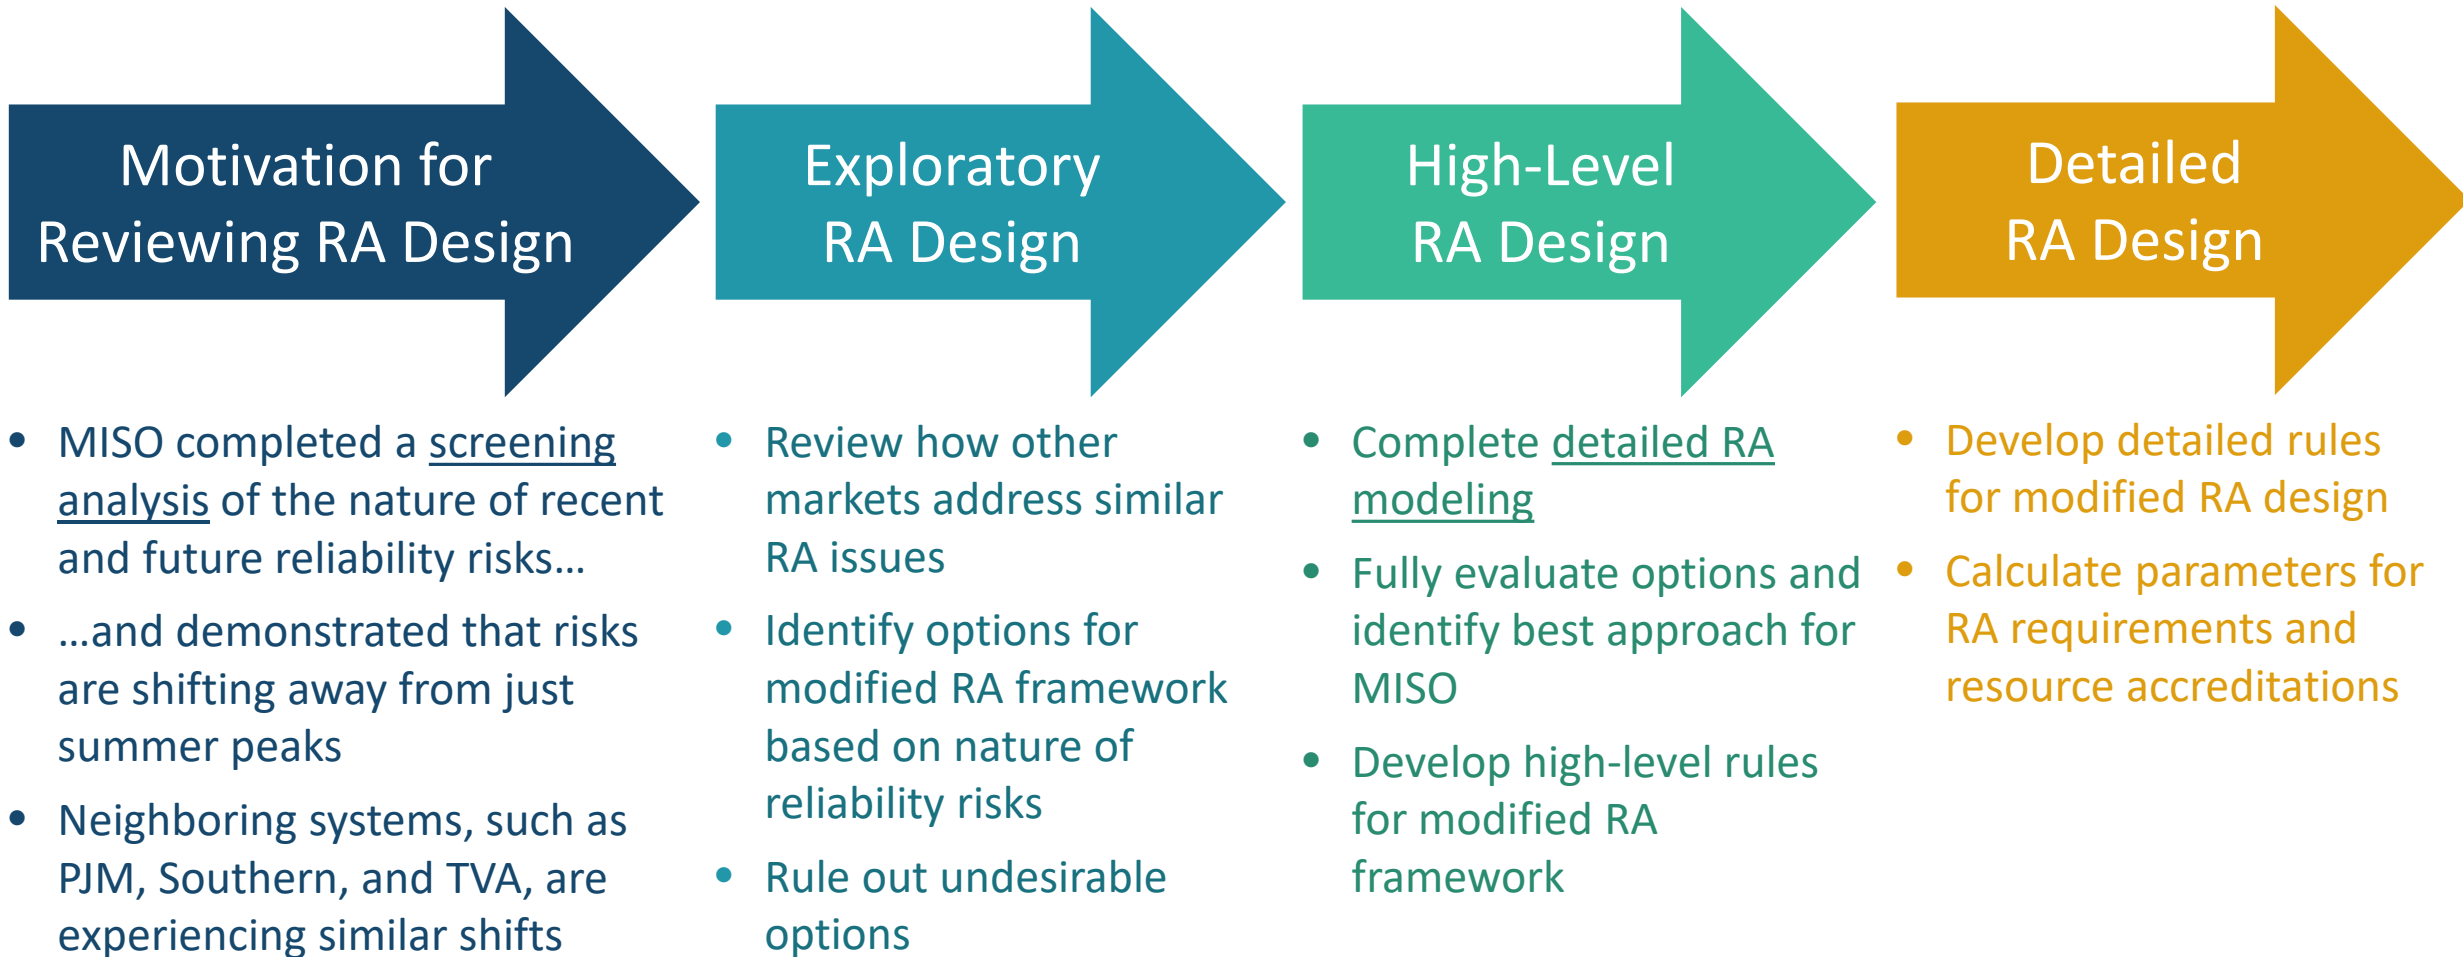 Motivation for
Reviewing RA Design
• MISO completed a screening
analysis of the nature of recent
and future reliability risks…
• …and demonstrated that risks
are shifting away from just
summer peaks
• Neighboring systems, such as
PJM, Southern, and TVA, are
experiencing similar shifts
Exploratory
RA Design
• Review how other
markets address similar
RA issues
• Identify options for
modified RA framework
based on nature of
reliability risks
• Rule out undesirable
options
High-Level
RA Design
• Complete detailed RA
modeling
• Fully evaluate options and
identify best approach for
MISO
• Develop high-level rules
for modified RA
framework
Detailed
RA Design
• Develop detailed rules
for modified RA design
• Calculate parameters for
RA requirements and
resource accreditations